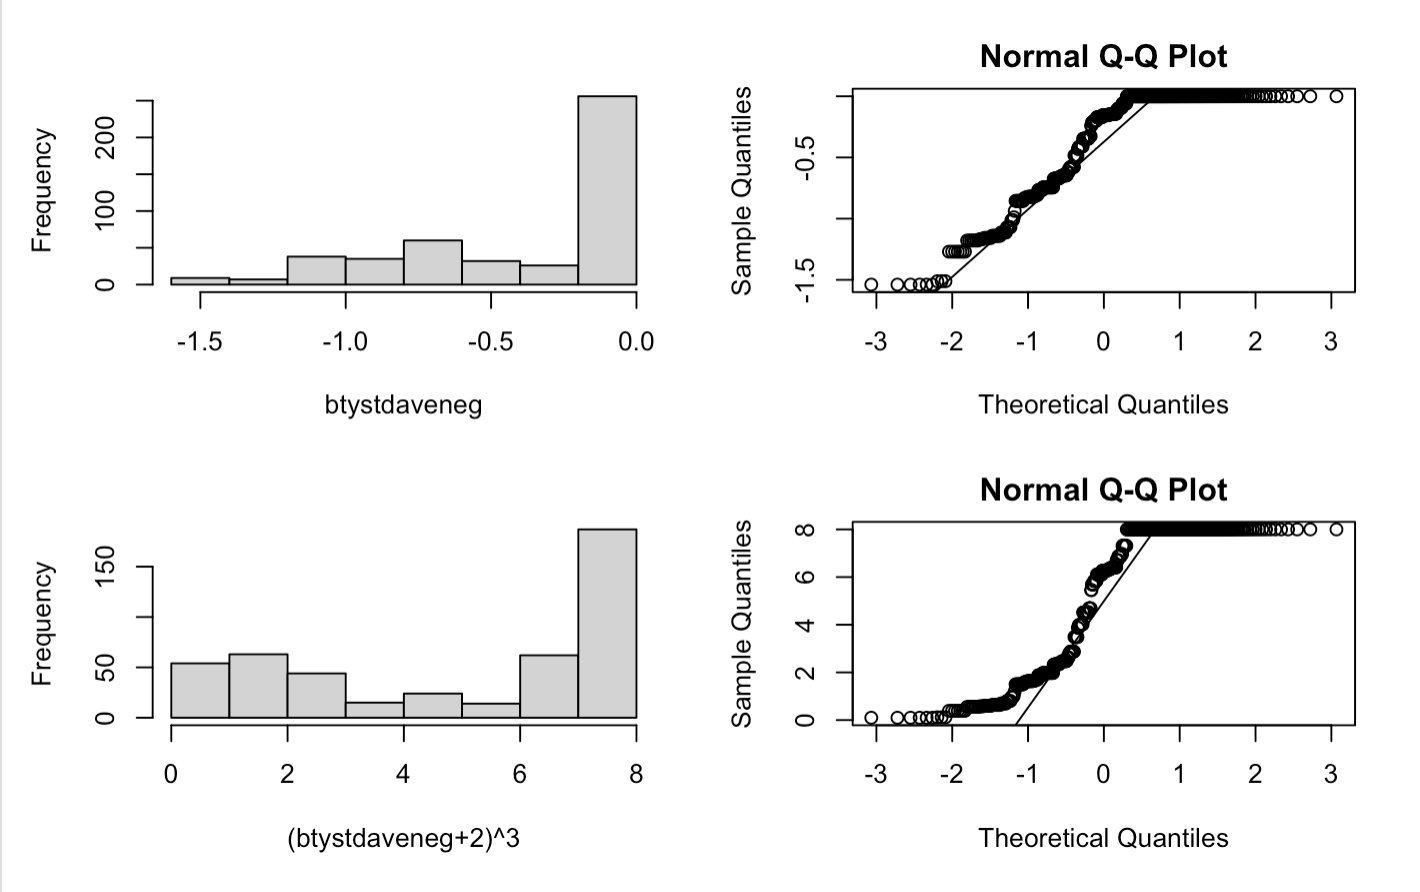 Frequency
0 100 200
-1.5 -1.0 -0.5 0.0
btystdaveneg
Normal Q-Q Plot
Sample Quantiles
-1.5 -0.5
-3 -2 -1 0 1 2 3
Theoretical Quantiles
Frequency
0 50 150
0 2 4 6 8
(btystdaveneg+2)^3
Normal Q-Q Plot
Sample Quantiles
0 2 4 6 8
-3 -2 -1 0 1 2 3
Theoretical Quantiles